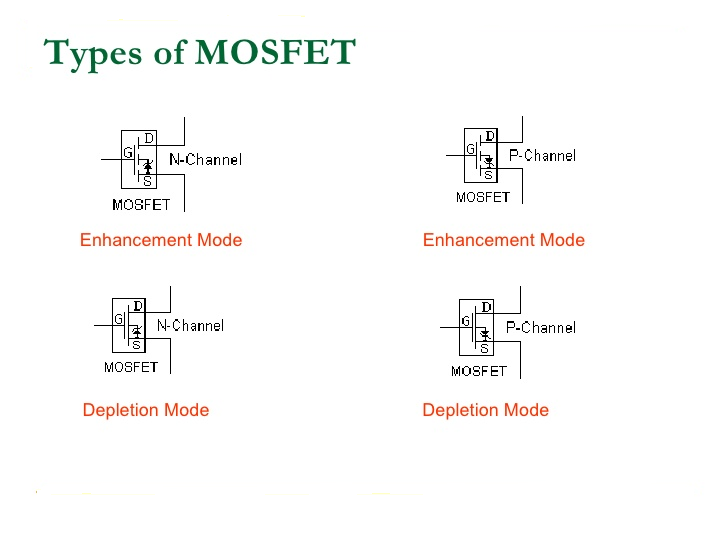 Types of MOSFET
D
G
N-Channel
S
MOSFET
Enhancement Mode
D
G
P-Channel
S
MOSFET
Enhancement Mode
D
G
N-Channel
S
MOSFET
Depletion Mode
D
G
P-Channel
S
MOSFET
Depletion Mode